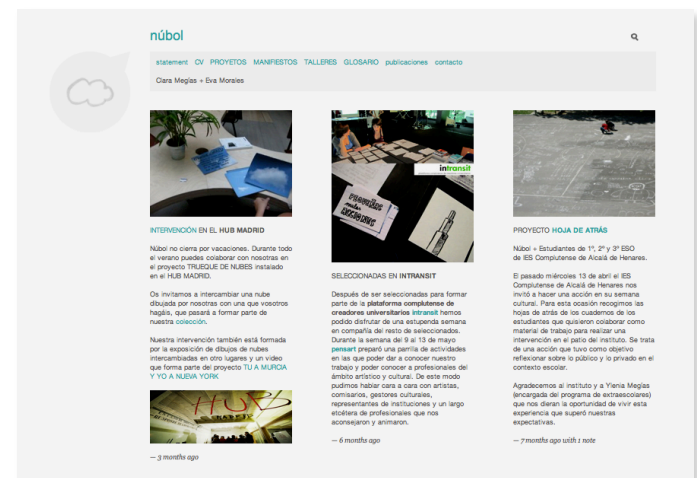 núbol
statement CV PROYETOS MANIFIESTOS TALLERES GLOSARIO publicaciones contacto
Clara Megías + Eva Morales
INTERVENCIÓN EN EL HUB MADRID
Núbol no cierra por vacaciones. Durante todo
el verano puedes colaborar con nosotras en
el proyecto TRUEQUE DE NUBES instalado
en el HUB MADRID.
Os invitamos a intercambiar una nube
dibujada por nosotras con una que vosotros
hagáis, que pasará a formar parte de
nuestra colección.
Nuestra intervención también está formada
por la exposición de dibujos de nubes
intercambiadas en otro lugares y un video
que forma parte del proyecto TU A MURCIA
Y YO A NUEVA YORK
HUB
MADRID
— 3 months ago
intransit
SELECCIONADAS EN INTRANSIT
Después de ser seleccionadas para formar
parte de la plataforma complutense de
creadores universitarios intransit hemos
podido disfrutar de una estupenda semana
en compañía del resto de seleccionados.
Durante la semana del 9 al 13 de mayo
pensart preparó una parrilla de actividades
en las que poder dar a conocer nuestro
trabajo y poder conocer a profesionales del
ámbito artístico y cultural. De este modo
pudimos hablar cara a cara con artistas,
comisarios, gestores culturales,
representantes de instituciones y un largo
etcétera de profesionales que nos
aconsejaron y animaron.
— 6 months ago
PROYECTO HOJA DE ATRÁS
Núbol + Estudiantes de 1º, 2º y 3º ESO
de IES Complutense de Alcalá de Henares.
El pasado miércoles 13 de abril el IES
Complutense de Alcalá de Henares nos
invitó a hacer una acción en su semana
cultural. Para esta ocasión recogimos las
hojas de atrás de los cuadernos de los
estudiantes que quisieron colaborar como
material de trabajo para realizar una
intervención en el patio del instituto. Se trata
de una acción que tuvo como objetivo
reflexionar sobre lo público y lo privado en el
contexto escolar.
Agradecemos al instituto y a Ylenia Megías
(encargada del programa de extraescolares)
que nos dieran la oportunidad de vivir esta
experiencia que superó nuestras
expectativas.
— 7 months ago with 1 note